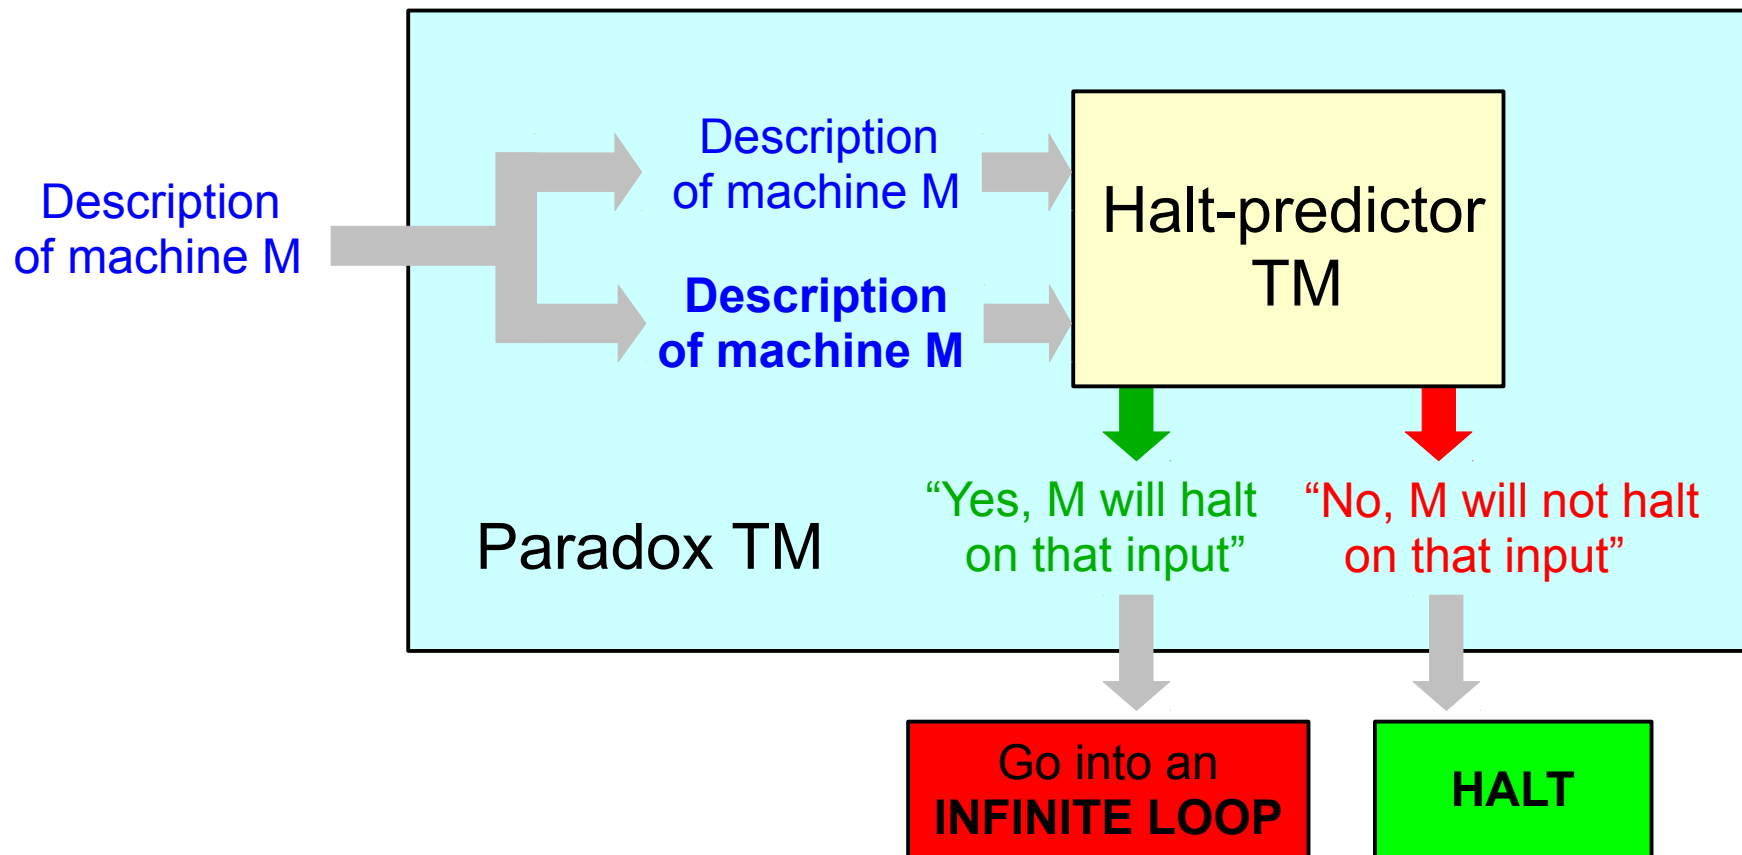 Description
of machine M
Description
of machine M
Description
of machine M
Halt-predictor
TM
Paradox TM
“Yes, M will halt
on that input”
“No, M will not halt
on that input”
Go into an
INFINITE LOOP
HALT